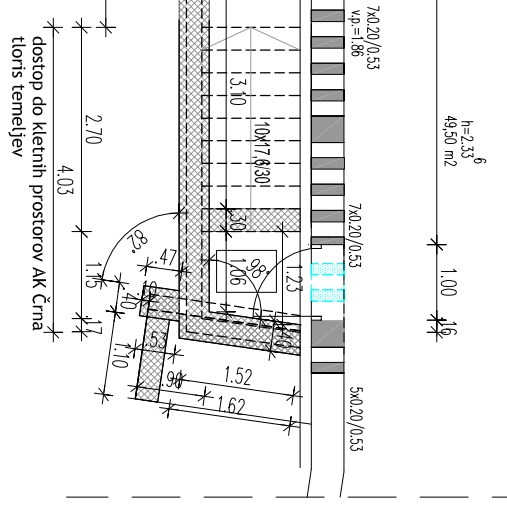 7x0.20/0.53
v.p.=1.86
6
h=2.33
49,50 m2
3.10
10x17,6/30
2.70
4.03
dostop do kletnih prostorov AK Črna
tloris temeljev
.30
7x0.20/0.53
82°
.47
1.06
98°
1.23
1.00
1.15
.40
.17
.16
.53
1.10
.98
1.52
1.62
5x0.20/0.53